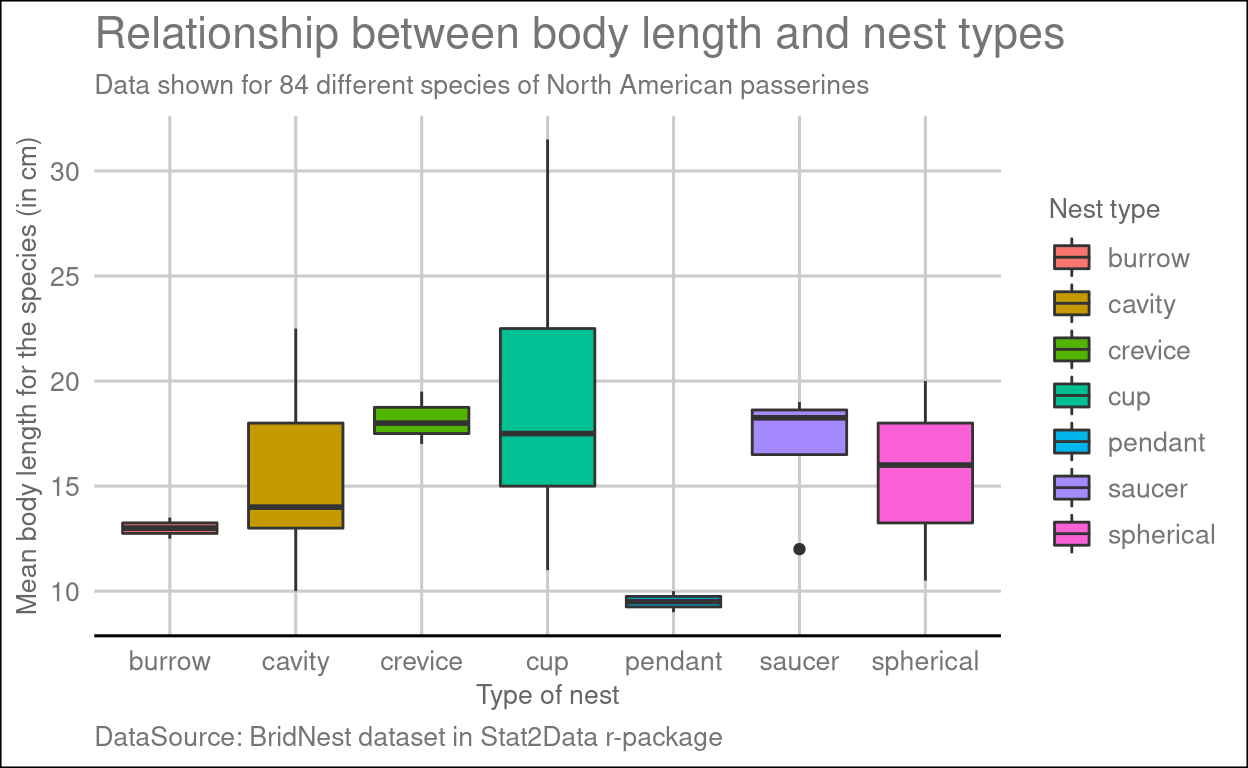 Relationship between body length and nest types
Data shown for 84 different species of North American passerines
Mean body length for the species (in cm)
30
25
20
15
10
burrow
cavity
crevice
cup
pendant
saucer
spherical
Type of nest
Nest type
burrow
cavity
crevice
cup
pendant
saucer
spherical
DataSource: BridNest dataset in Stat2Data r-package